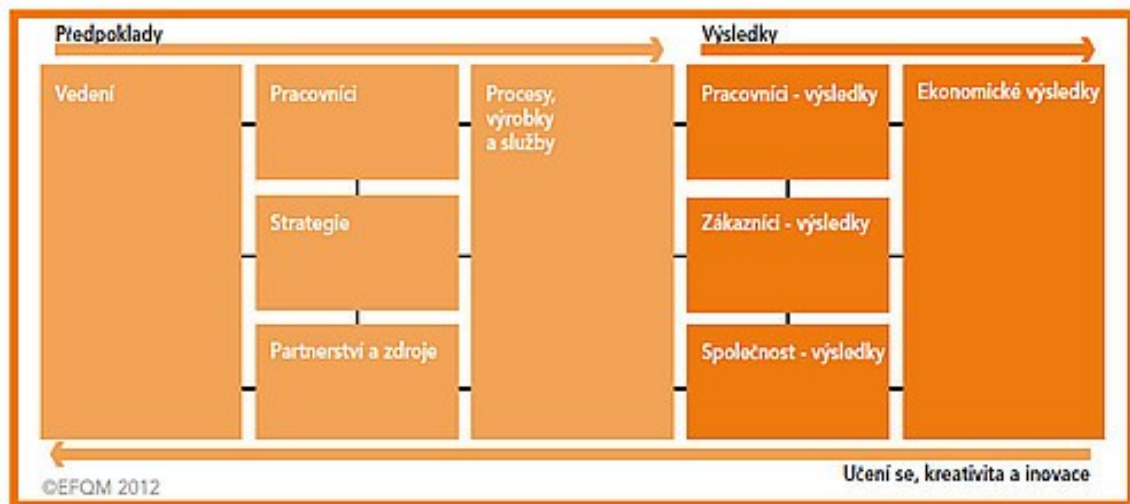 Předpoklady
Výsledky
Vedení
Pracovníci
Procesy,
výrobky
a služby
Pracovníci - výsledky
Ekonomické výsledky
Strategie
Zákazníci - výsledky
Partnerství a zdroje
Společnost - výsledky
Učení se, kreativita a inovace
©EFQM 2012